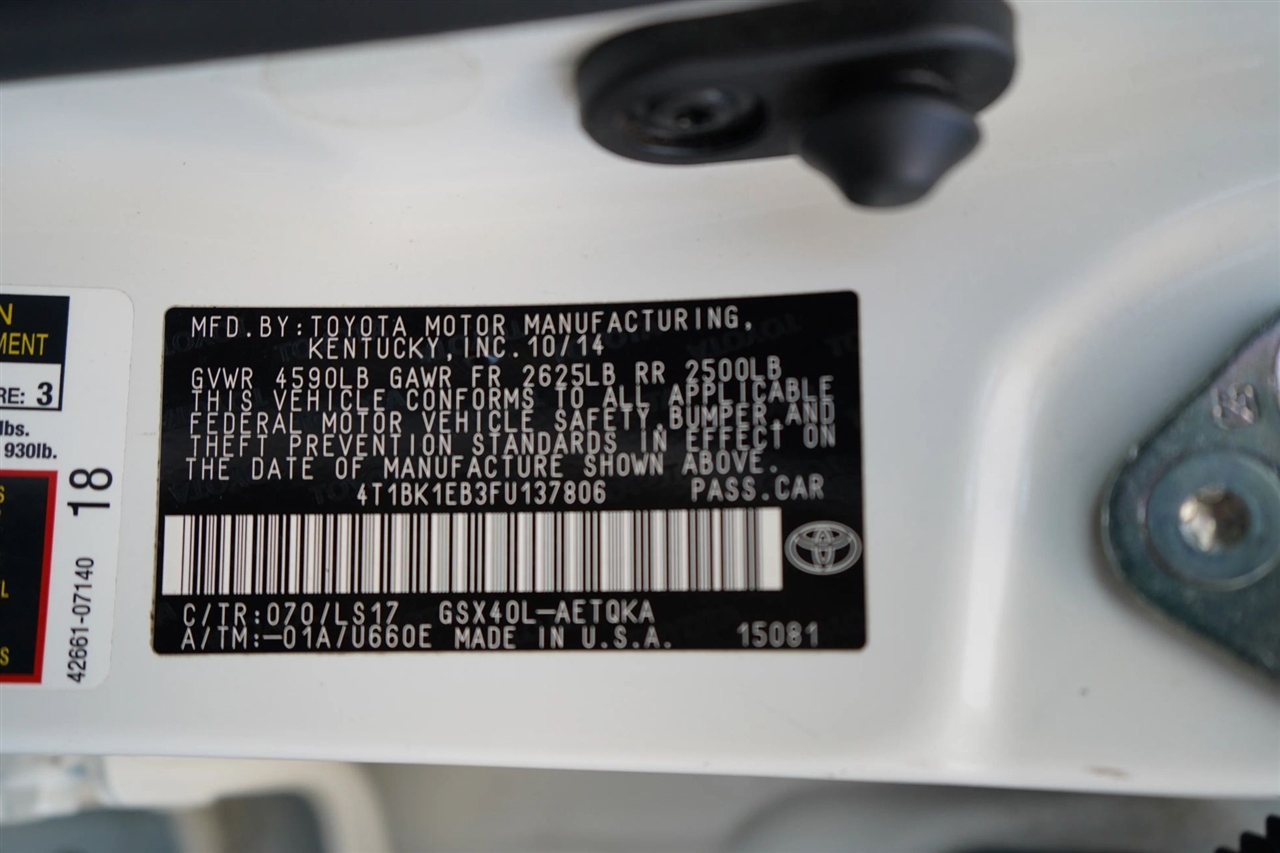 N
MENT
RE: 3
lbs.
930lb.
S
L
S
18
42661-07140
MFD.BY:TOYOTA MOTOR MANUFACTURING,
KENTUCKY,INC.10/14
GVWR 4590LB GAWR FR 2625LB RR 2500LB
THIS VEHICLE CONFORMS TO ALL APPLICABLE
FEDERAL MOTOR VEHICLE SAFETY,BUMPER,AND
THEFT PREVENTION STANDARDS IN EFFECT ON
THE DATE OF MANUFACTURE SHOWN ABOVE.
4T1BK1EB3FU137806 PASS.CAR
C/TR:070/LS17 GSX40L-AETQKA
A/TM:-01A/U660E MADE IN U.S.A. 15081